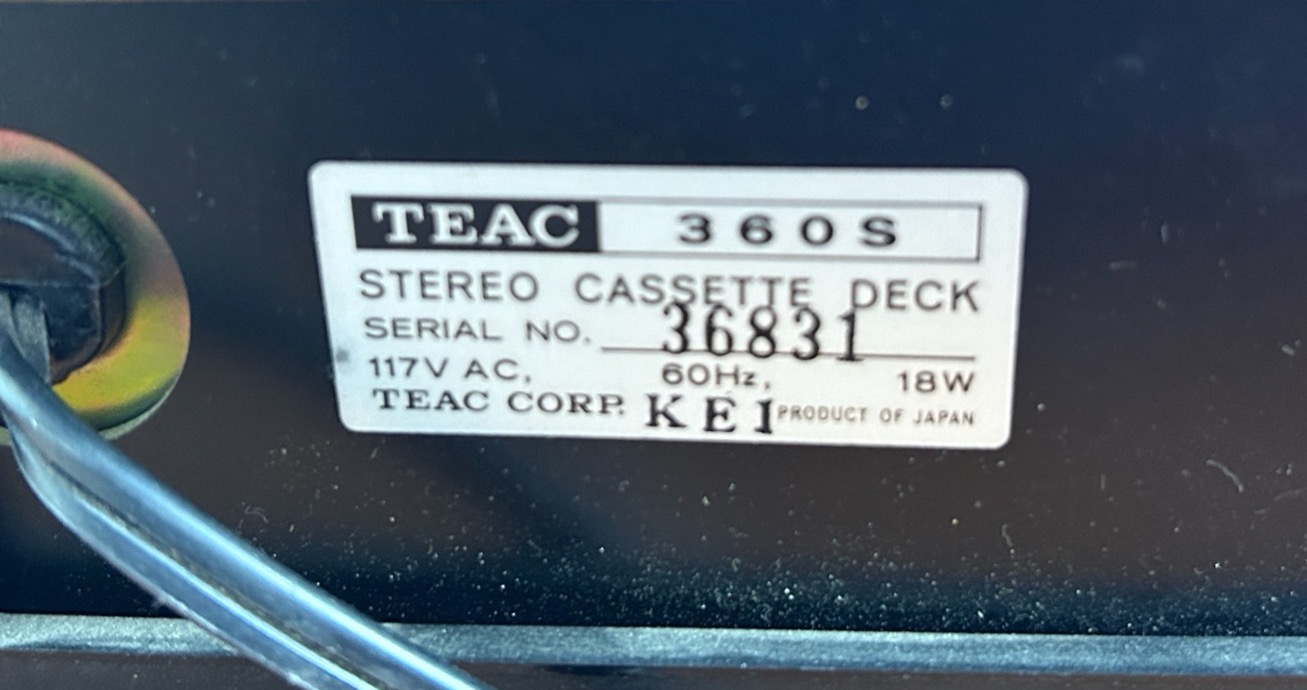 TEAC 360S
STEREO CASSETTE DECK
SERIAL NO. 36831
117V AC, 60Hz, 18W
TEAC CORP. KE1 PRODUCT OF JAPAN